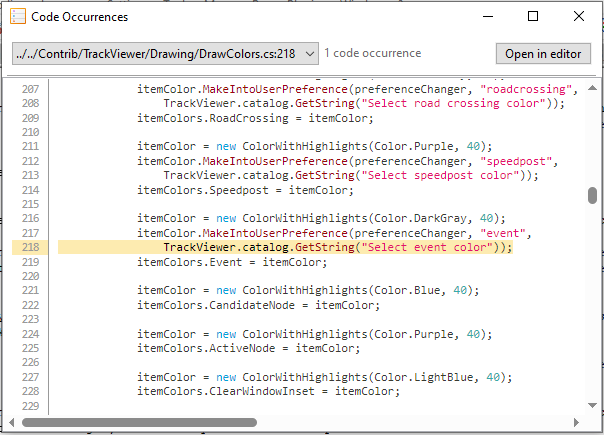 Code Occurrences
../../Contrib/TrackViewer/Drawing/DrawColors.cs:218 1 code occurrence Open in editor
207 itemColor.MakeIntoUserPreference(preferenceChanger, "roadcrossing",
208 TrackViewer.catalog.GetString("Select road crossing color"));
209 itemColors.RoadCrossing = itemColor;
210
211 itemColor = new ColorWithHighlights(Color.Purple, 40);
212 itemColor.MakeIntoUserPreference(preferenceChanger, "speedpost",
213 TrackViewer.catalog.GetString("Select speedpost color"));
214 itemColors.Speedpost = itemColor;
215
216 itemColor = new ColorWithHighlights(Color.DarkGray, 40);
217 itemColor.MakeIntoUserPreference(preferenceChanger, "event",
218 TrackViewer.catalog.GetString("Select event color"));
219 itemColors.Event = itemColor;
220
221 itemColor = new ColorWithHighlights(Color.Blue, 40);
222 itemColors.CandidateNode = itemColor;
223
224 itemColor = new ColorWithHighlights(Color.Purple, 40);
225 itemColors.ActiveNode = itemColor;
226
227 itemColor = new ColorWithHighlights(Color.LightBlue, 40);
228 itemColors.ClearWindowInset = itemColor;
229